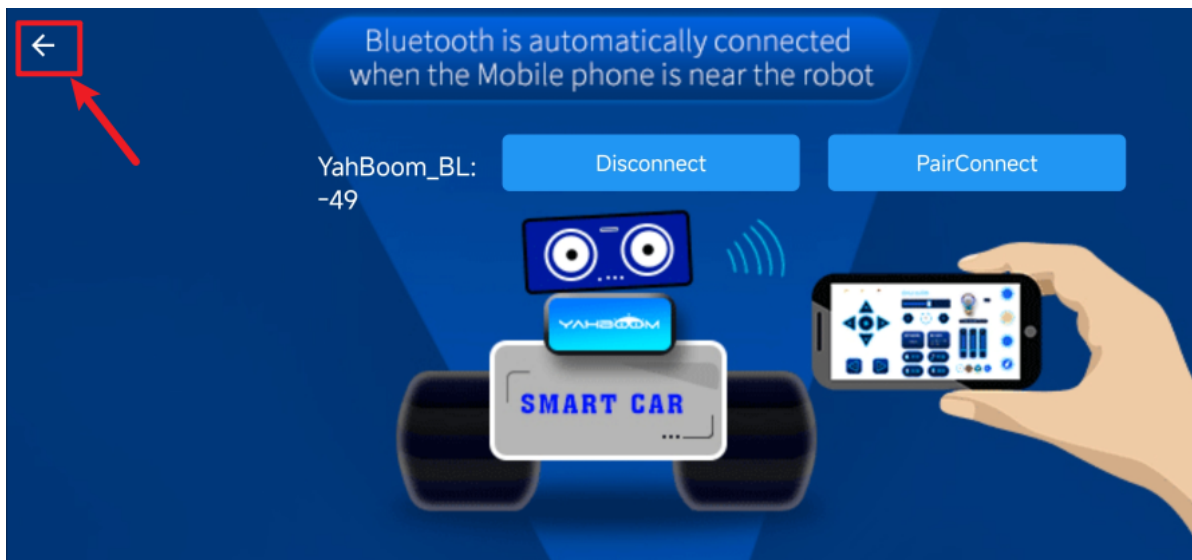 Bluetooth is automatically connected
when the Mobile phone is near the robot
YahBoom_BL:
-49
Disconnect
PairConnect
YAHBOOM
SMART CAR